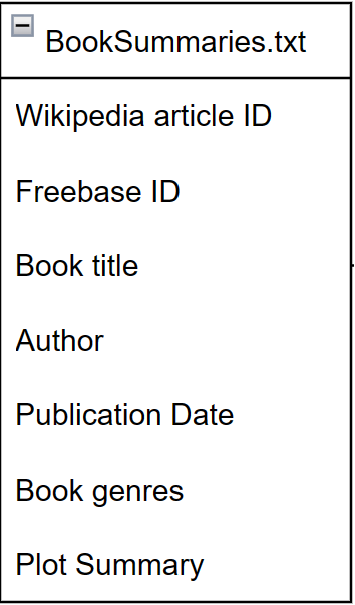 BookSummaries.txt
Wikipedia article ID
Freebase ID
Book title
Author
Publication Date
Book genres
Plot Summary